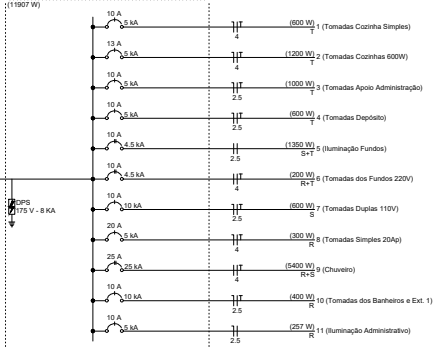 (11907 W)
10 A
5 kA
4
(600 W)
T
1 (Tomadas Cozinha Simples)
13 A
5 kA
4
(1200 W)
T
2 (Tomadas Cozinhas 600W)
10 A
5 kA
2.5
(1000 W)
T
3 (Tomadas Apoio Administração)
10 A
5 kA
2.5
(600 W)
T
4 (Tomadas Depósito)
10 A
4.5 kA
2.5
(1350 W)
S+T
5 (Iluminação Fundos)
10 A
4.5 kA
4
(200 W)
R+T
6 (Tomadas dos Fundos 220V)
DPS
175 V - 8 KA
10 A
10 kA
2.5
(600 W)
S
7 (Tomadas Duplas 110V)
20 A
5 kA
4
(300 W)
R
8 (Tomadas Simples 20Ap)
25 A
25 kA
4
(5400 W)
R+S
9 (Chuveiro)
10 A
10 kA
2.5
(400 W)
R
10 (Tomadas dos Banheiros e Ext. 1)
10 A
5 kA
2.5
(257 W)
R
11 (Iluminação Administrativo)